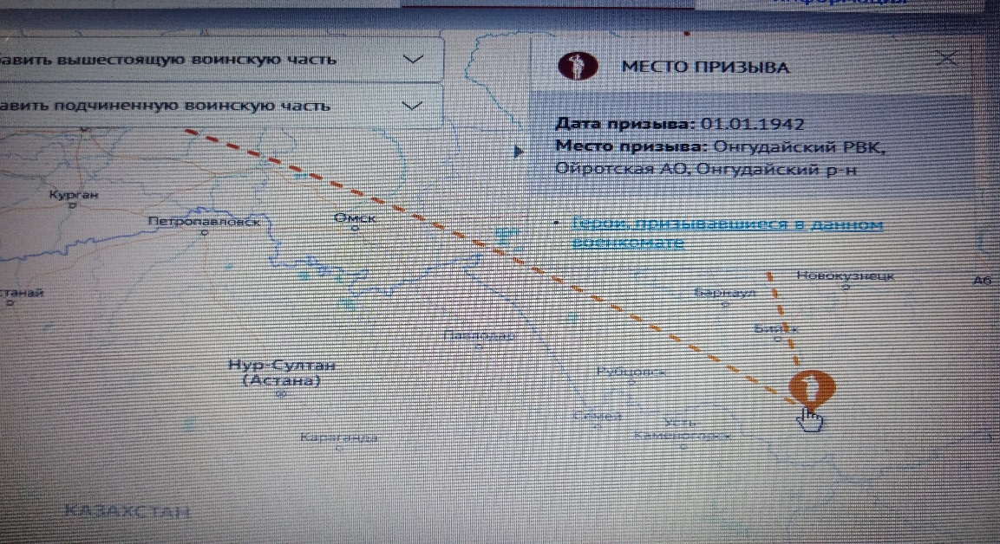 авить вышестоящую воинскую часть
авить подчиненную воинскую часть
МЕСТО ПРИЗЫВА
Дата призыва: 01.01.1942
Место призыва: Онгудайский РВК,
Ойротская АО, Онгудайский р-н
Герои, призывавшиеся в данном
военкомате
Курган
Петропавловск
Омск
станай
Новокузнецк
Аб
Барнаул
Бийск
Павлодар
Нур-Султан
(Астана)
Рубцовск
Семей
Усть-
Каменогорск
Караганда
КАЗАХСТАН